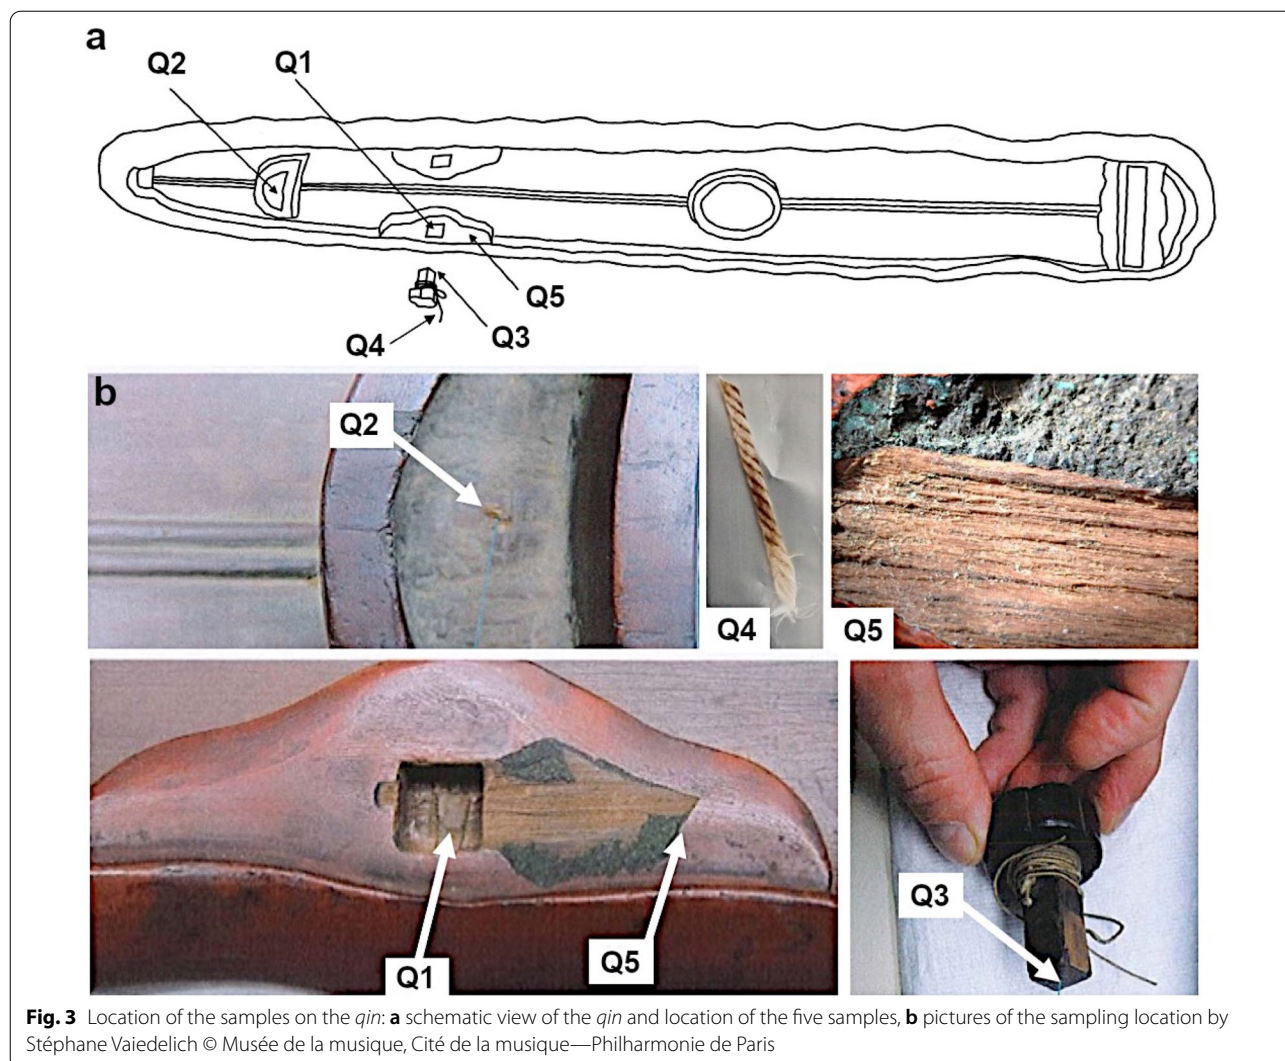 a
Q2
Q1
Q5
Q3
Q4
b
Q2
Q4
Q5
Q1
Q5
Q3
Fig. 3 Location of the samples on the qin: a schematic view of the qin and location of the five samples, b pictures of the sampling location by
Stéphane Vaiedelich © Musée de la musique, Cité de la musique—Philharmonie de Paris